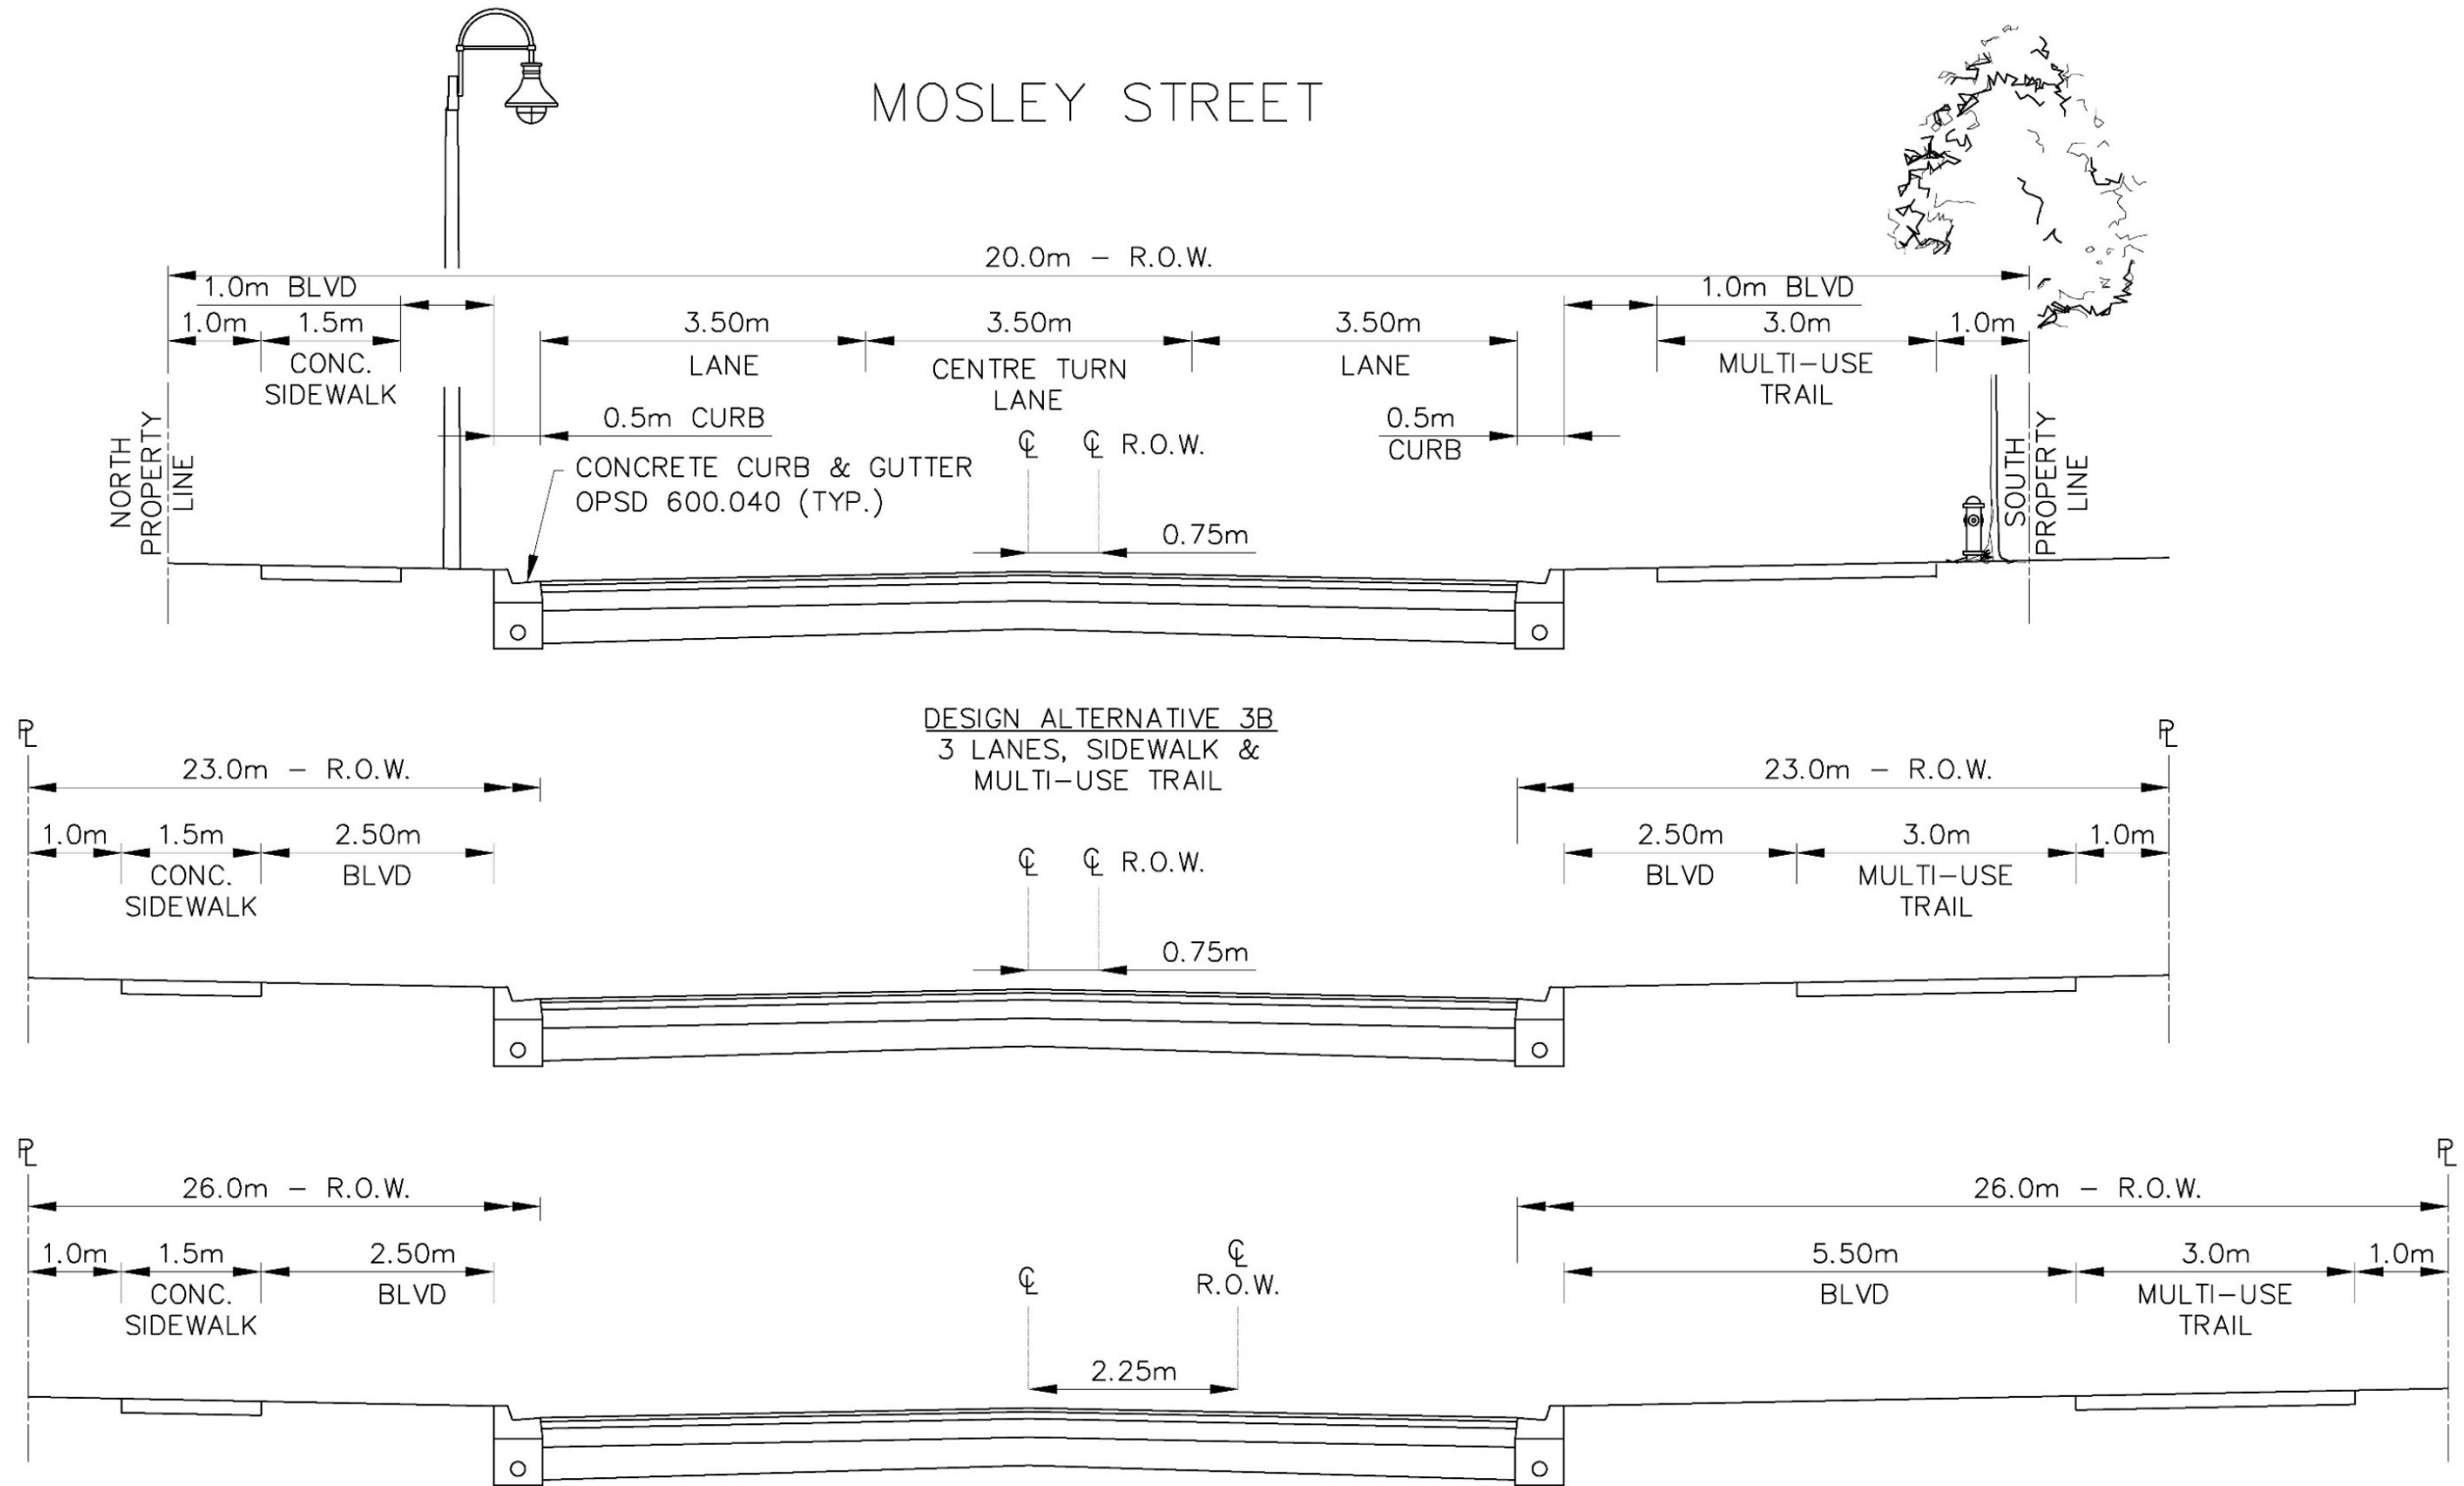 MOSLEY STREET
20.0m – R.O.W.
1.0m BLVD
1.0m BLVD
1.0m
1.5m
3.50m
3.50m
3.50m
3.0m
1.0m
CONC.
SIDEWALK
LANE
CENTRE TURN
LANE
LANE
MULTI–USE
TRAIL
0.5m CURB
0.5m
CURB
℄
℄ R.O.W.
NORTH
PROPERTY
LINE
CONCRETE CURB & GUTTER
OPSD 600.040 (TYP.)
SOUTH
PROPERTY
LINE
0.75m
DESIGN ALTERNATIVE 3B
3 LANES, SIDEWALK &
MULTI–USE TRAIL
PL
PL
23.0m – R.O.W.
23.0m – R.O.W.
1.0m
1.5m
2.50m
2.50m
3.0m
1.0m
CONC.
SIDEWALK
BLVD
℄
℄ R.O.W.
BLVD
MULTI–USE
TRAIL
0.75m
PL
PL
26.0m – R.O.W.
26.0m – R.O.W.
1.0m
1.5m
2.50m
5.50m
3.0m
1.0m
CONC.
SIDEWALK
BLVD
℄
℄
R.O.W.
BLVD
MULTI–USE
TRAIL
2.25m